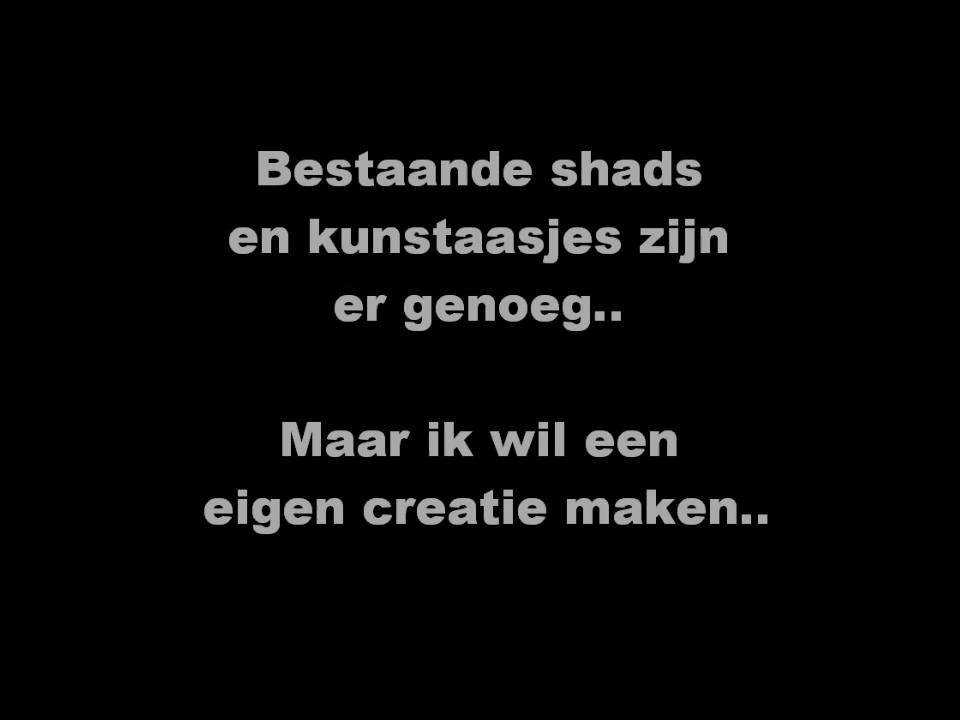 Bestaande shads
en kunstaasjes zijn
er genoeg..
Maar ik wil een
eigen creatie maken..